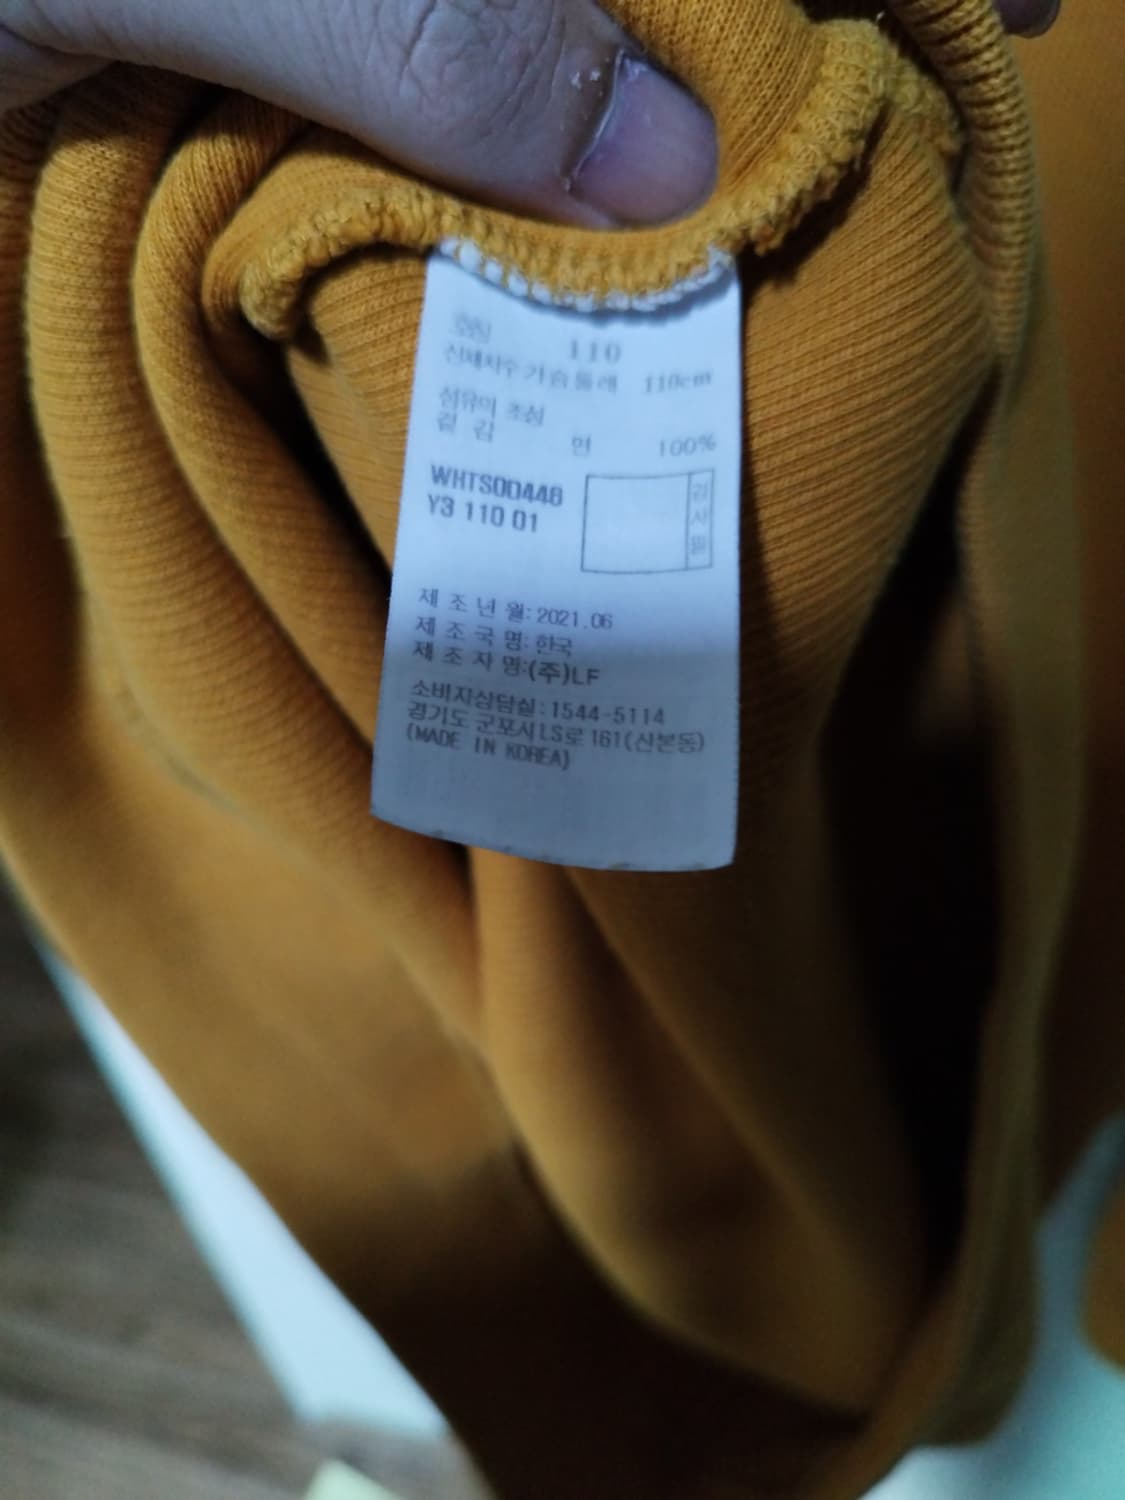 호칭 110
신체치수 가슴둘레 110cm
섬유의 조성
겉 감 면 100%
WHTS0D446
Y3 110 01
검사필
제 조 년 월: 2021.06
제 조 국 명: 한국
제 조 자 명:(주)LF
소비자상담실:1544-5114
경기도 군포시 LS로 161(산본동)
(MADE IN KOREA)